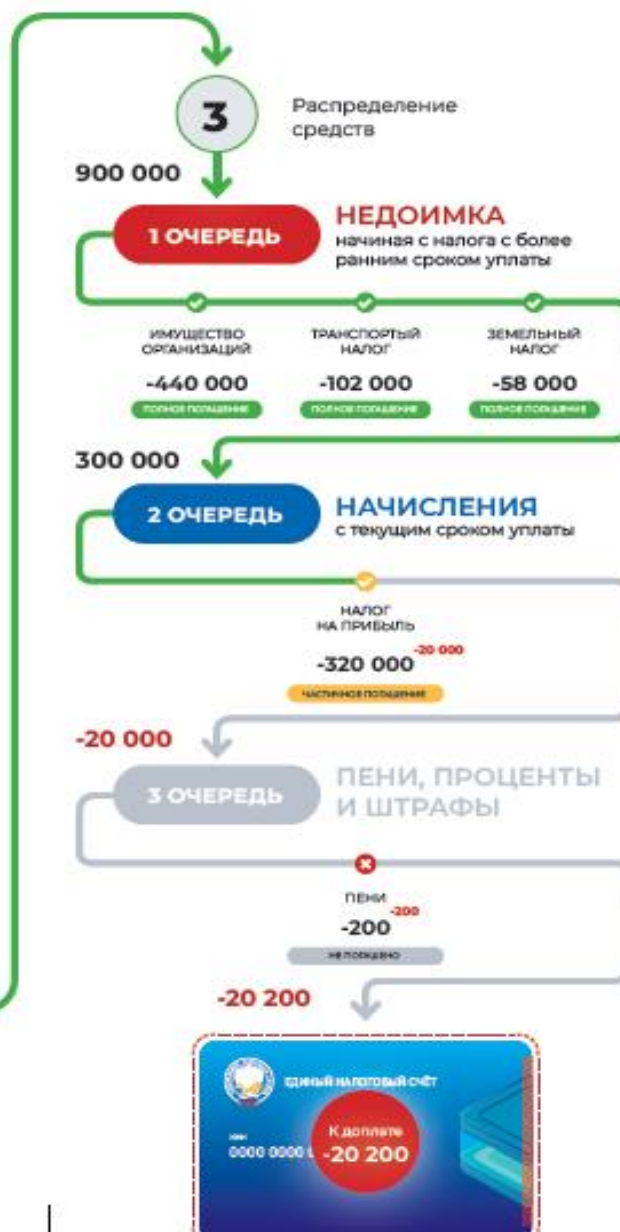 3
Распределение
средств
900 000
1 ОЧЕРЕДЬ
НЕДОИМКА
начиная с налога с более
ранним сроком уплаты
ИМУЩЕСТВО
ОРГАНИЗАЦИЙ
ТРАНСПОРТЫЙ
НАЛОГ
ЗЕМЕЛЬНЫЙ
НАЛОГ
-440 000
-102 000
-58 000
ПОЛНОЕ ПОГАШЕНИЕ
ПОЛНОЕ ПОГАШЕНИЕ
ПОЛНОЕ ПОГАШЕНИЕ
300 000
2 ОЧЕРЕДЬ
НАЧИСЛЕНИЯ
с текущим сроком уплаты
НАЛОГ
НА ПРИБЫЛЬ
-320 000 -20 000
ЧАСТИЧНОЕ ПОГАШЕНИЕ
-20 000
3 ОЧЕРЕДЬ
ПЕНИ, ПРОЦЕНТЫ
И ШТРАФЫ
ПЕНИ
-200 -200
НЕ ПОГАШЕНО
-20 200
ЕДИНЫЙ НАЛОГОВЫЙ СЧЁТ
К доплате
0000 0000
-20 200